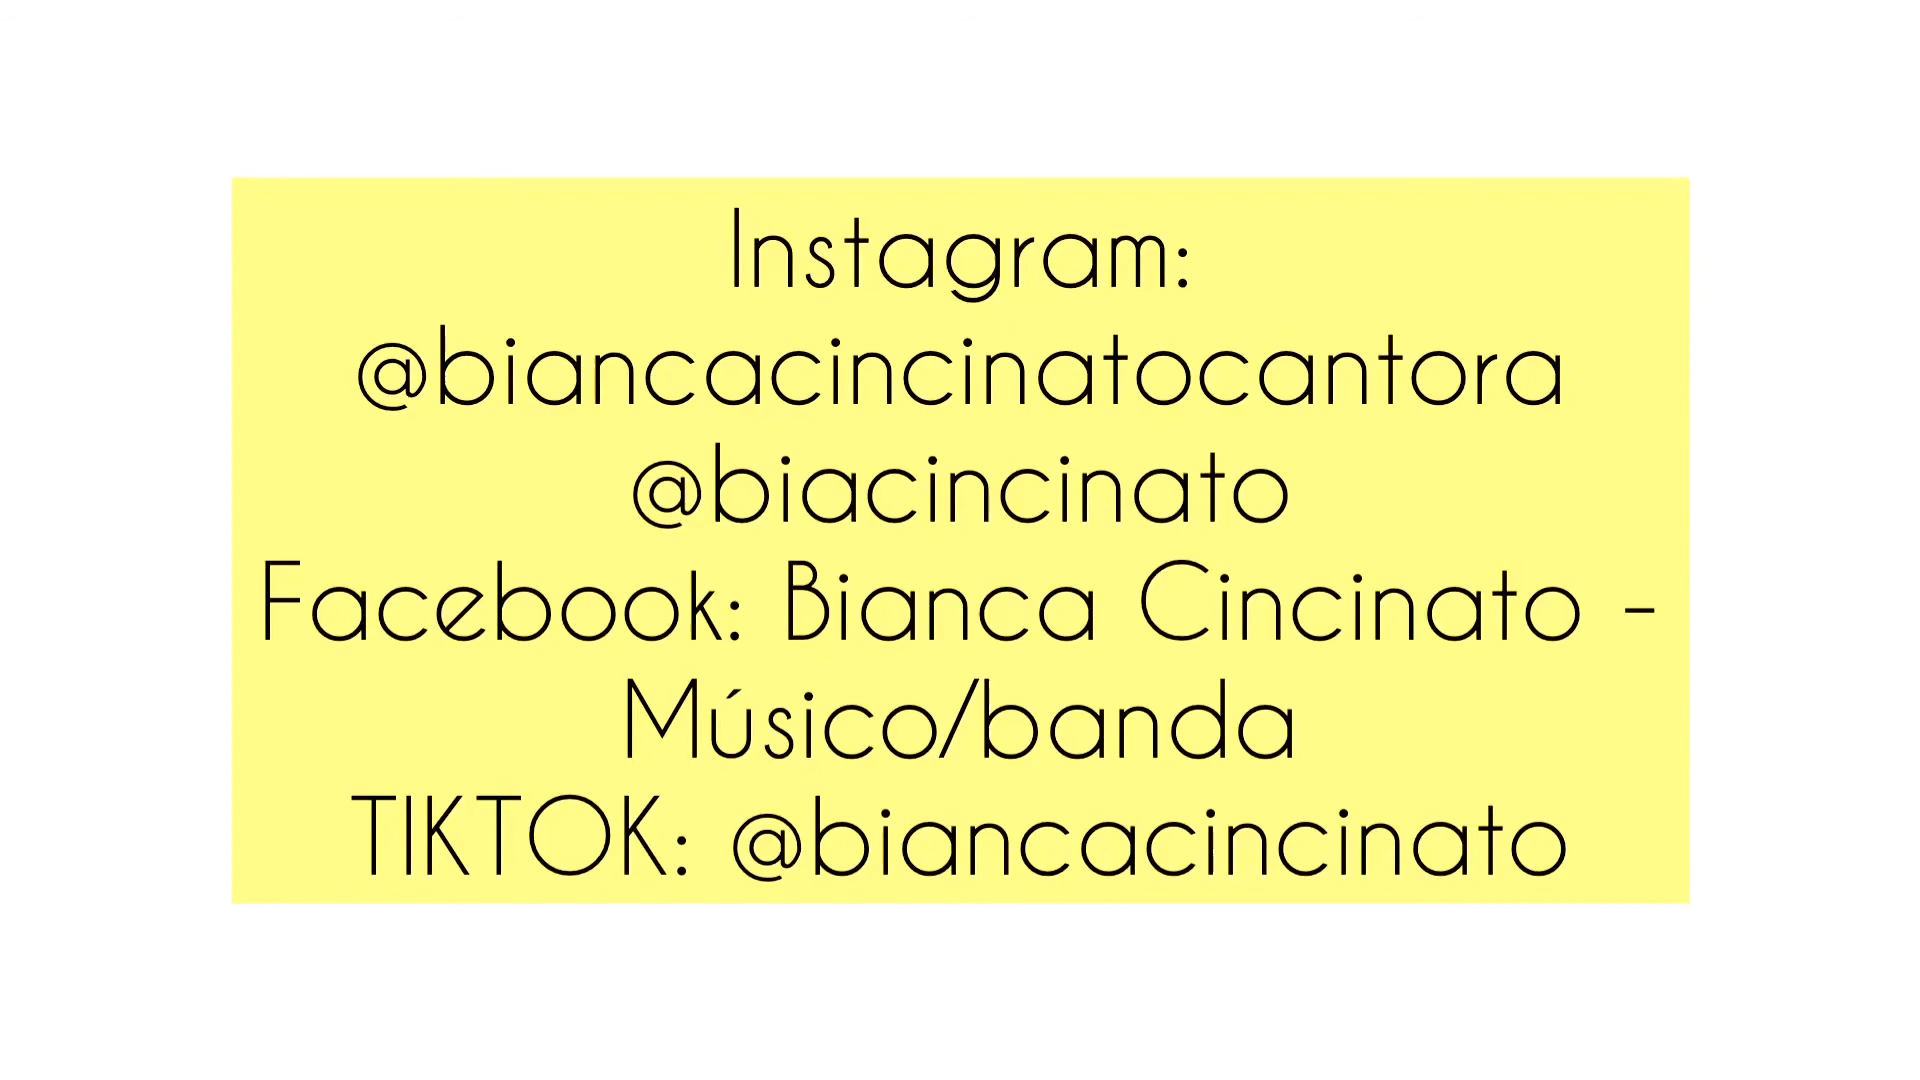 Instagram:
@biancacincinatocantora
@biacincinato
Facebook: Bianca Cincinato -
Músico/banda
TIKTOK: @biancacincinato